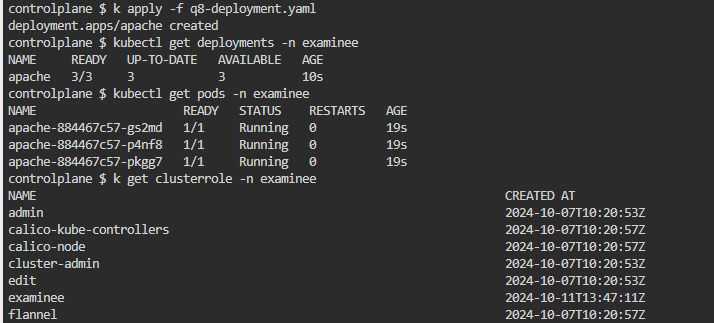 controlplane $ k apply -f q8-deployment.yaml
deployment.apps/apache created
controlplane $ kubectl get deployments -n examinee
NAME READY UP-TO-DATE AVAILABLE AGE
apache 3/3 3 3 10s
controlplane $ kubectl get pods -n examinee
NAME READY STATUS RESTARTS AGE
apache-884467c57-gs2md 1/1 Running 0 19s
apache-884467c57-p4nf8 1/1 Running 0 19s
apache-884467c57-pkgg7 1/1 Running 0 19s
controlplane $ k get clusterrole -n examinee
NAME CREATED AT
admin 2024-10-07T10:20:53Z
calico-kube-controllers 2024-10-07T10:20:57Z
calico-node 2024-10-07T10:20:57Z
cluster-admin 2024-10-07T10:20:53Z
edit 2024-10-07T10:20:53Z
examinee 2024-10-11T13:47:11Z
flannel 2024-10-07T10:20:57Z